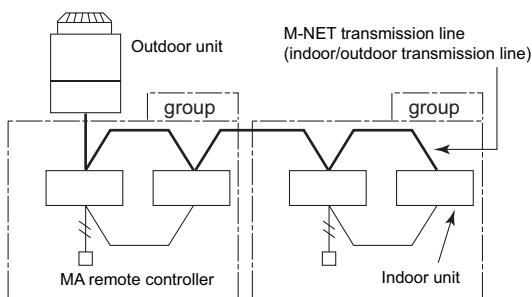 M-NET transmission line
(indoor/outdoor transmission line)
Outdoor unit
group
group
MA remote controller
Indoor unit